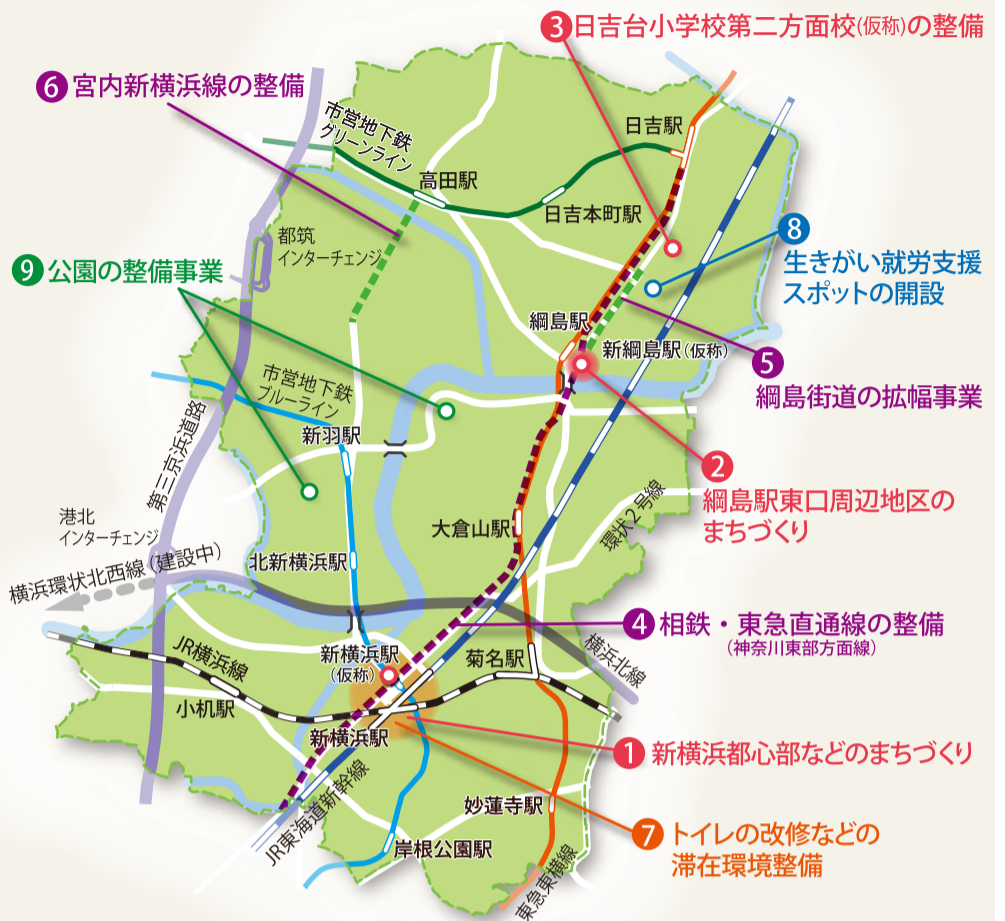 ❸日吉台小学校第二方面校(仮称)の整備
❻宮内新横浜線の整備
市営地下鉄
グリーンライン
日吉駅
高田駅
日吉本町駅
都筑
インターチェンジ
❽
生きがい就労支援
スポットの開設
❾公園の整備事業
綱島駅
新綱島駅(仮称)
❺
綱島街道の拡幅事業
市営地下鉄
ブルーライン
新羽駅
第三京浜道路
❷
綱島駅東口周辺地区の
まちづくり
港北
インターチェンジ
大倉山駅
環状2号線
北新横浜駅
横浜環状北西線(建設中)
❹相鉄・東急直通線の整備
(神奈川東部方面線)
JR横浜線
新横浜駅
(仮称)
菊名駅
横浜北線
小机駅
新横浜駅
❶新横浜都心部などのまちづくり
JR東海道新幹線
妙蓮寺駅
❼トイレの改修などの
滞在環境整備
岸根公園駅
東急東横線